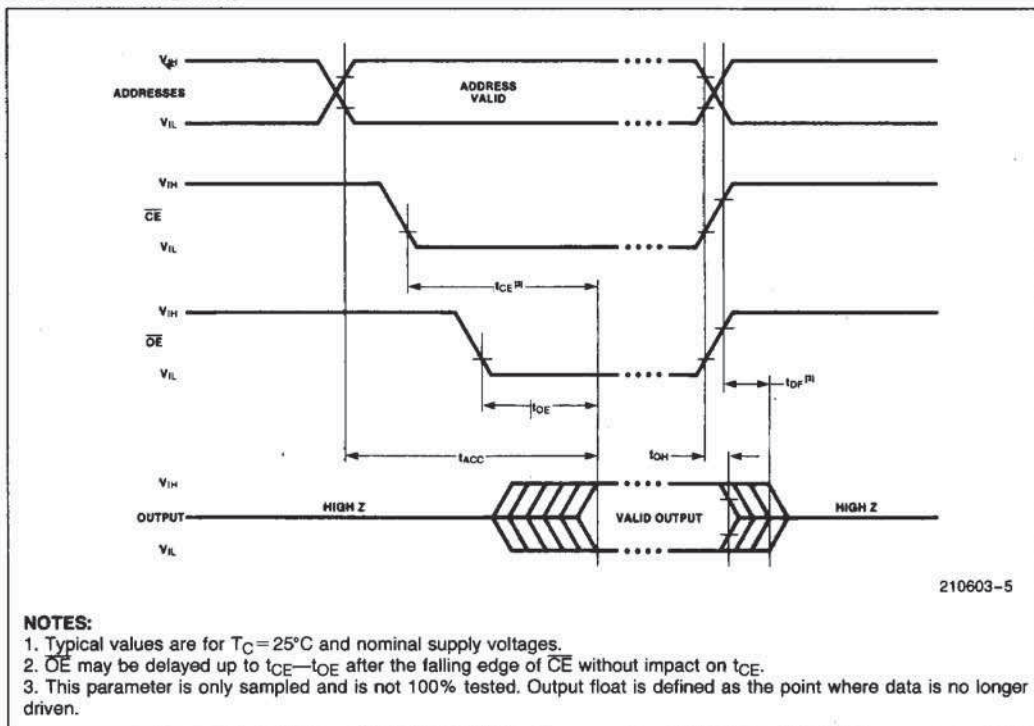 VIH
ADDRESSES
ADDRESS
VALID
VIL
VIH
CE
VIL
tCE[2]
VIH
OE
VIL
tDF[3]
tOE
tACC
tOH
VIH
HIGH Z
OUTPUT
VALID OUTPUT
HIGH Z
VIL
210603-5
NOTES:
1. Typical values are for TC=25°C and nominal supply voltages.
2. OE may be delayed up to tCE—tOE after the falling edge of CE without impact on tCE.
3. This parameter is only sampled and is not 100% tested. Output float is defined as the point where data is no longer
driven.